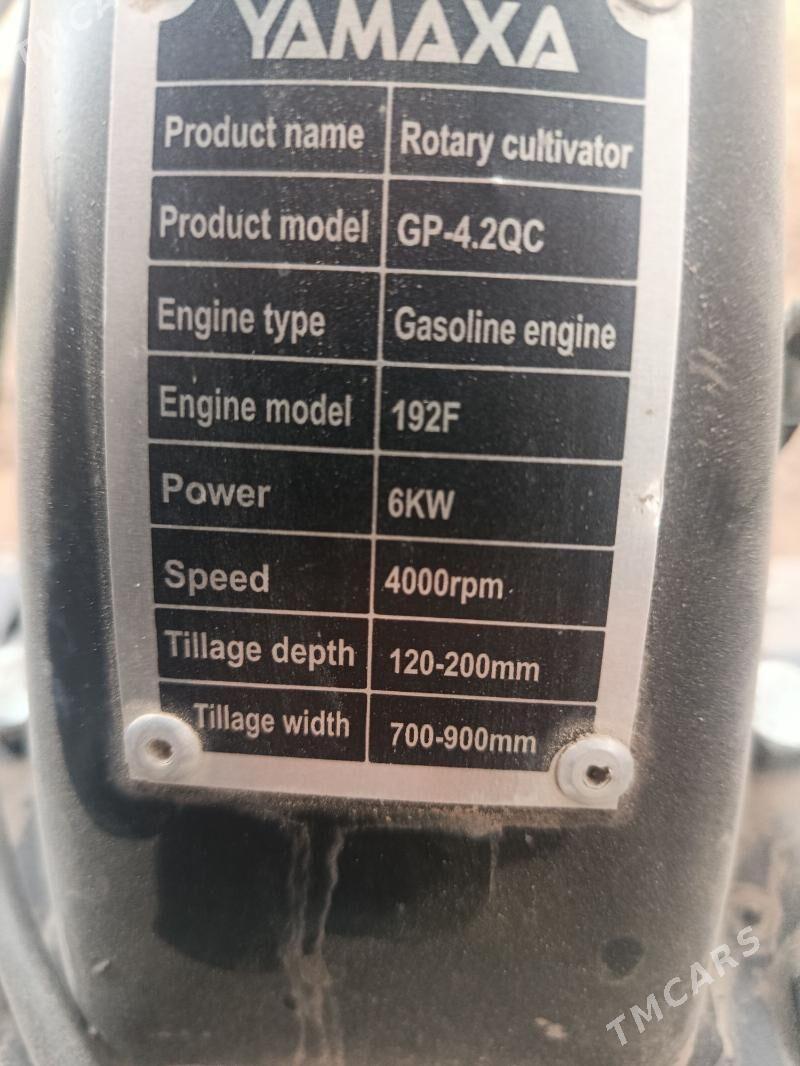 TMCARS
YAMAXA
Product name Rotary cultivator
Product model GP-4.2QC
Engine type Gasoline engine
Engine model 192F
Power 6KW
Speed 4000rpm
Tillage depth 120-200mm
Tillage width 700-900mm
TMCARS